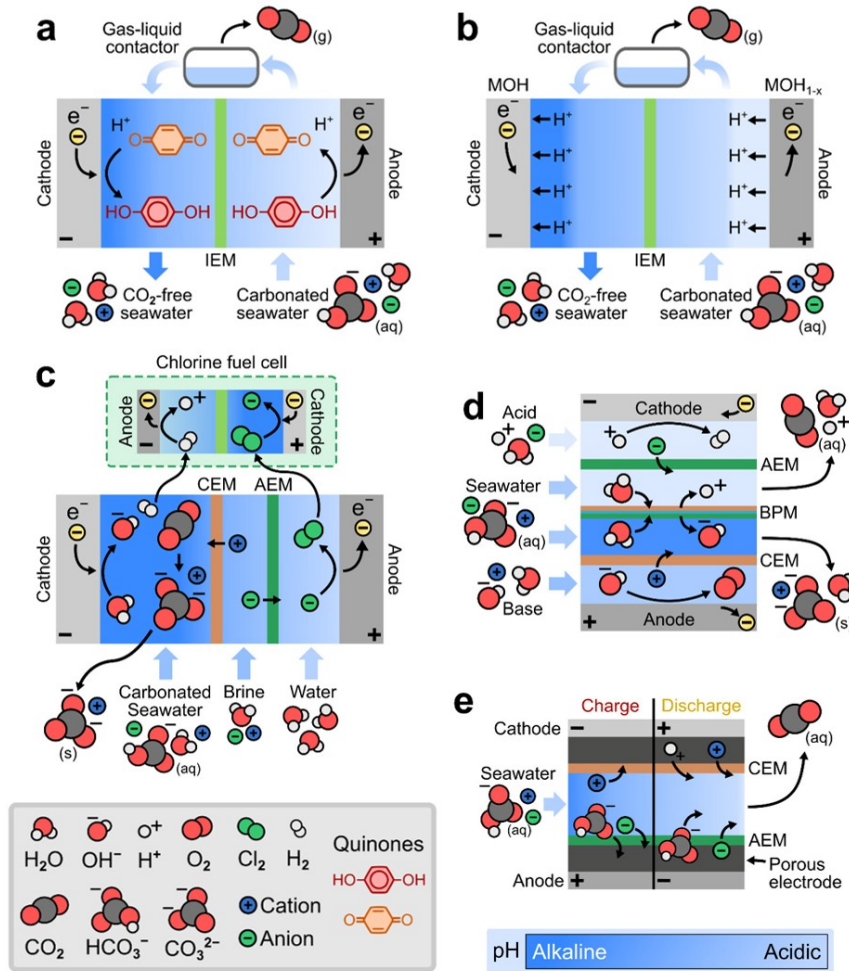 a
Gas-liquid
contactor
(g)
e⁻
H⁺
H⁺
e⁻
Cathode
Anode
HO
OH
HO
OH
O
O
O
O
−
+
IEM
CO₂-free
seawater
Carbonated
seawater
(aq)
b
Gas-liquid
contactor
(g)
MOH
MOH₁₋ₓ
e⁻
H⁺
H⁺
H⁺
H⁺
H⁺
H⁺
H⁺
H⁺
e⁻
Cathode
Anode
−
+
IEM
CO₂-free
seawater
Carbonated
seawater
(aq)
c
Chlorine fuel cell
Anode
Cathode
−
+
CEM
AEM
e⁻
e⁻
Cathode
Anode
−
+
(s)
Carbonated
Seawater
(aq)
Brine
Water
d
−
Cathode
Acid
(aq)
AEM
Seawater
(aq)
BPM
CEM
Base
(s)
+
Anode
e
Charge
Discharge
Cathode
−
+
(aq)
CEM
Seawater
(aq)
AEM
Porous
electrode
Anode
+
−
H₂O
OH⁻
H⁺
O₂
Cl₂
H₂
CO₂
HCO₃⁻
CO₃²⁻
Cation
Anion
Quinones
HO
OH
O
O
pH
Alkaline
Acidic